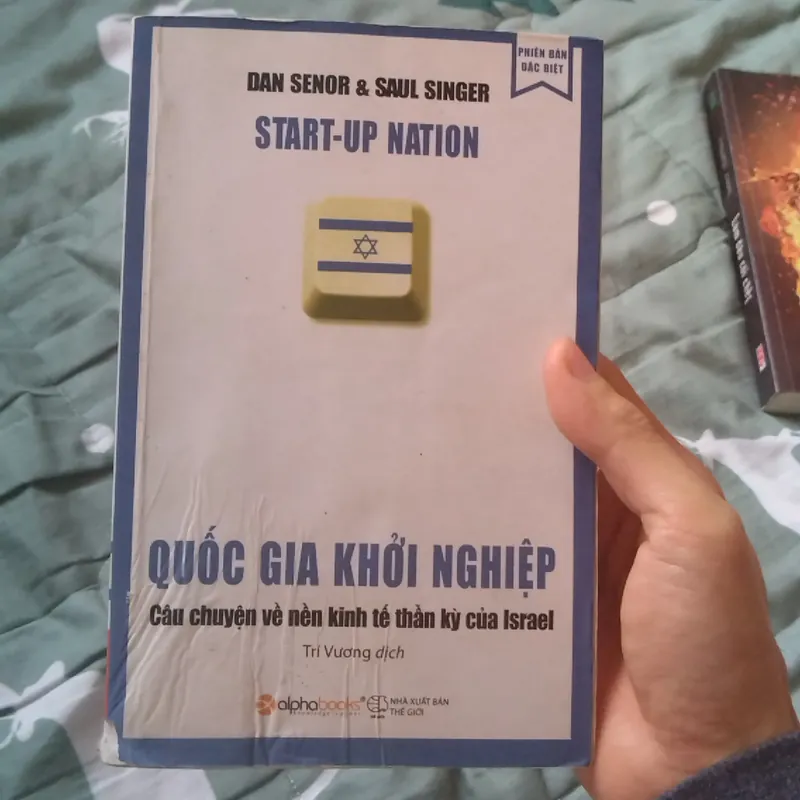 PHIÊN BẢN
ĐẶC BIỆT
DAN SENOR & SAUL SINGER
START-UP NATION
QUỐC GIA KHỞI NGHIỆP
Câu chuyện về nền kinh tế thần kỳ của Israel
Trí Vương dịch
alphabooks®
NHÀ XUẤT BẢN
THẾ GIỚI